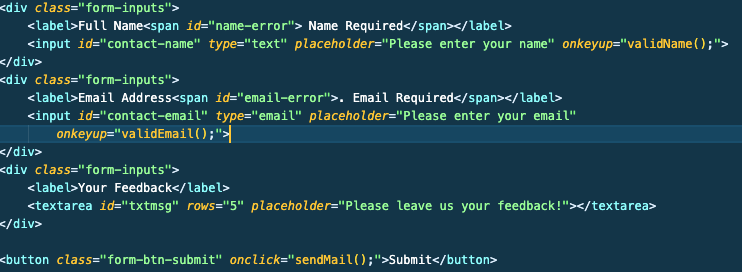 <div class="form-inputs">
    <label>Full Name<span id="name-error"> Name Required</span></label>
    <input id="contact-name" type="text" placeholder="Please enter your name" onkeyup="validName();">
</div>
<div class="form-inputs">
    <label>Email Address<span id="email-error">. Email Required</span></label>
    <input id="contact-email" type="email" placeholder="Please enter your email"
        onkeyup="validEmail();">
</div>
<div class="form-inputs">
    <label>Your Feedback</label>
    <textarea id="txtmsg" rows="5" placeholder="Please leave us your feedback!"></textarea>
</div>
<button class="form-btn-submit" onclick="sendMail();">Submit</button>